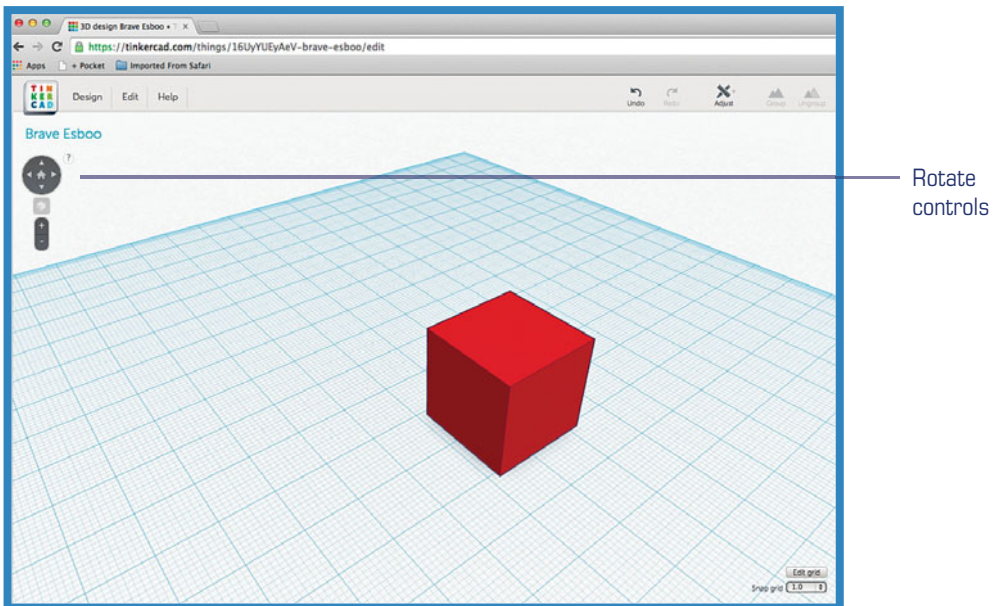 3D design Brave Esboo • T
https://tinkercad.com/things/16UyYUEyAeV-brave-esboo/edit
Apps + Pocket Imported From Safari
TIN
KER
CAD
Design Edit Help
Undo Redo Adjust Group Ungroup
Brave Esboo
?
+
-
Rotate
controls
Edit grid
Snap grid 1.0